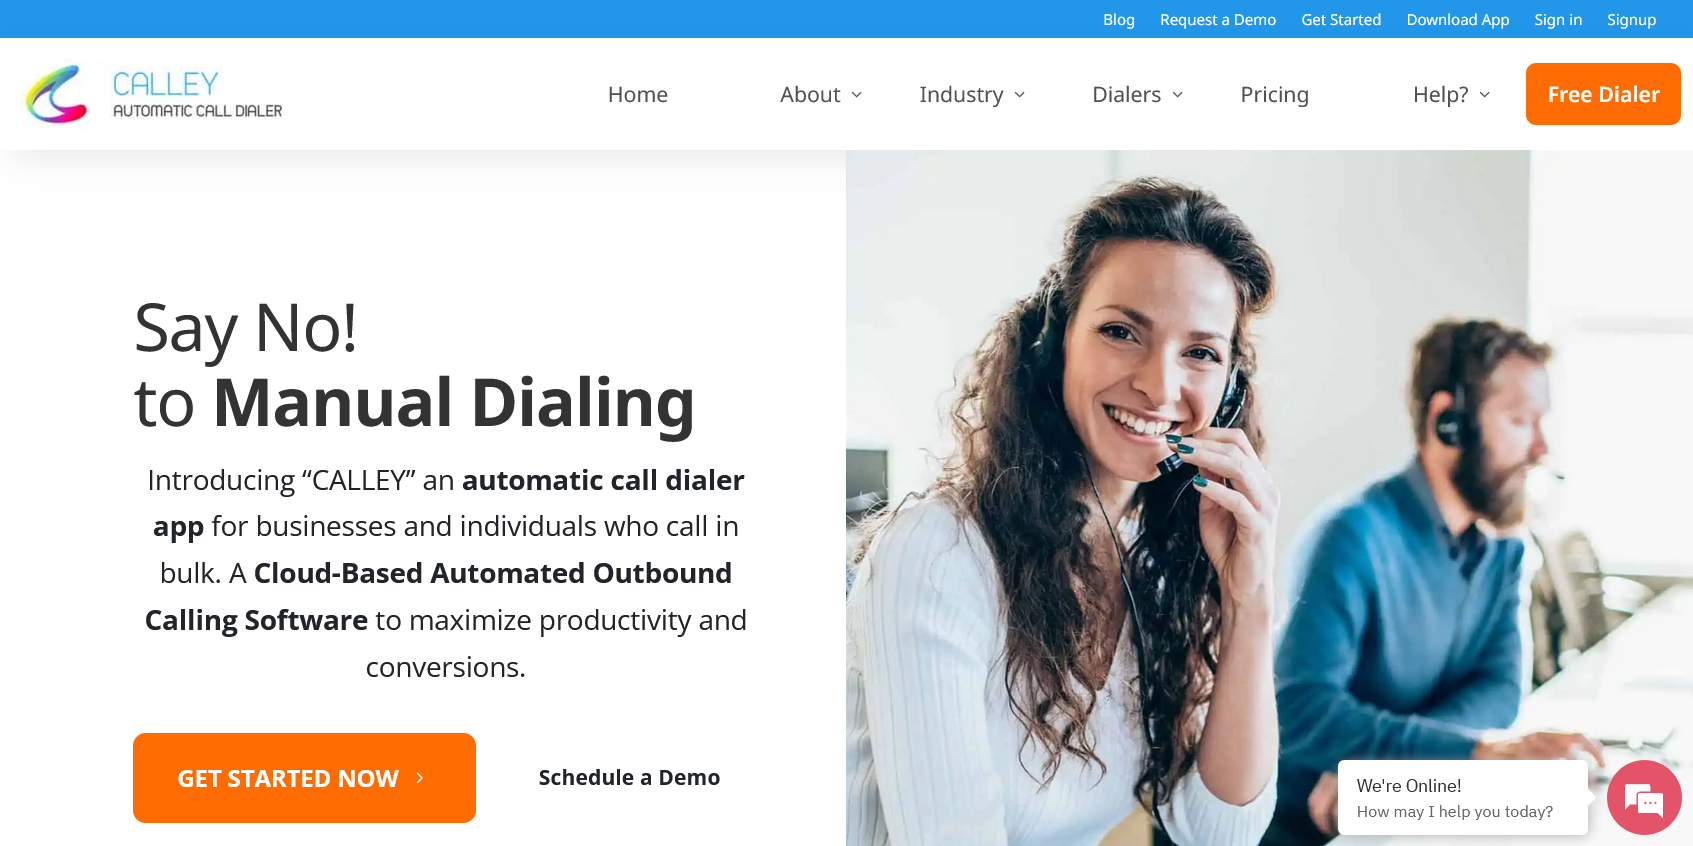 Blog Request a Demo Get Started Download App Sign in Signup
CALLEY
AUTOMATIC CALL DIALER
Home About Industry Dialers Pricing Help? Free Dialer
Say No!
to Manual Dialing
Introducing “CALLEY” an automatic call dialer
app for businesses and individuals who call in
bulk. A Cloud-Based Automated Outbound
Calling Software to maximize productivity and
conversions.
GET STARTED NOW Schedule a Demo
We're Online!
How may I help you today?